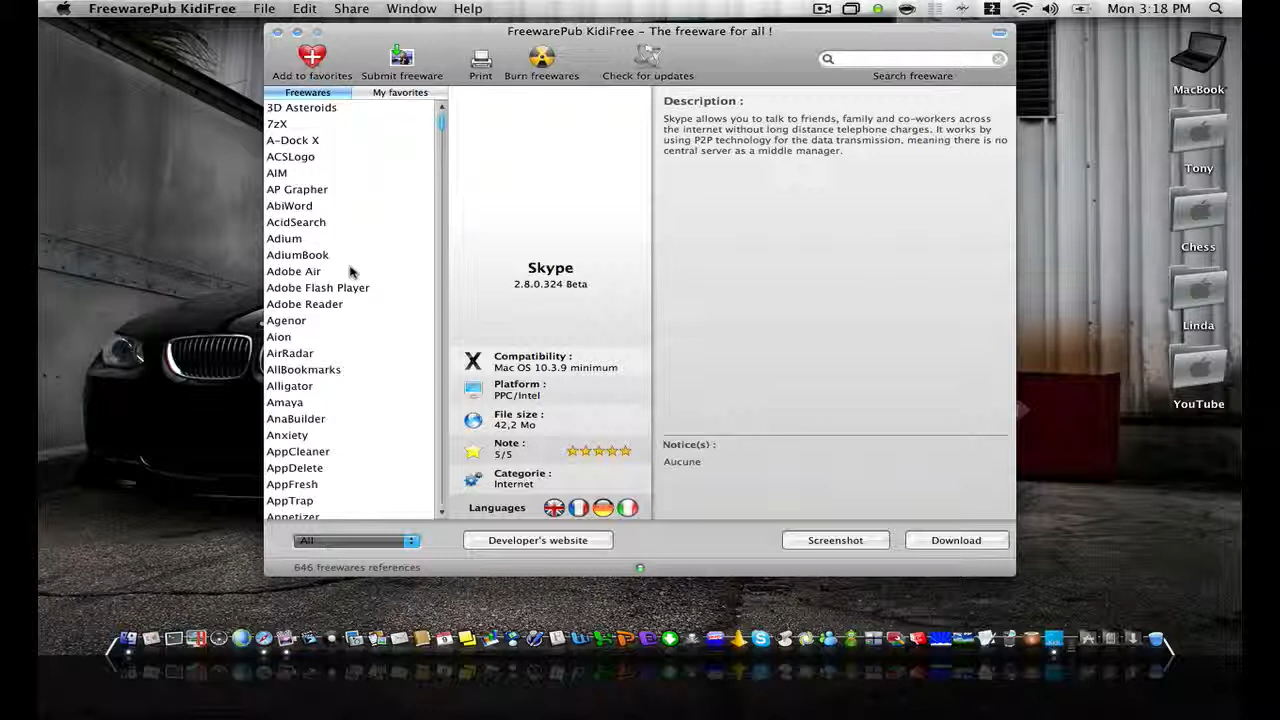 FreewarePub KidiFree File Edit Share Window Help Mon 3:18 PM
FreewarePub KidiFree - The freeware for all !
Add to favorites Submit freeware Print Burn freewares Check for updates Search freeware
Freewares My favorites
3D Asteroids
7zX
A-Dock X
ACSLogo
AIM
AP Grapher
AbiWord
AcidSearch
Adium
AdiumBook
Adobe Air
Adobe Flash Player
Adobe Reader
Agenor
Aion
AirRadar
AllBookmarks
Alligator
Amaya
AnaBuilder
Anxiety
AppCleaner
AppDelete
AppFresh
AppTrap
Appetizer
Skype
2.8.0.324 Beta
Compatibility :
Mac OS 10.3.9 minimum
Platform :
PPC/Intel
File size :
42,2 Mo
Note :
5/5
Categorie :
Internet
Languages
Description :
Skype allows you to talk to friends, family and co-workers across
the internet without long distance telephone charges. It works by
using P2P technology for the data transmission, meaning there is no
central server as a middle manager.
Notice(s) :
Aucune
All Developer's website Screenshot Download
646 freewares references
MacBook
Tony
Chess
Linda
YouTube